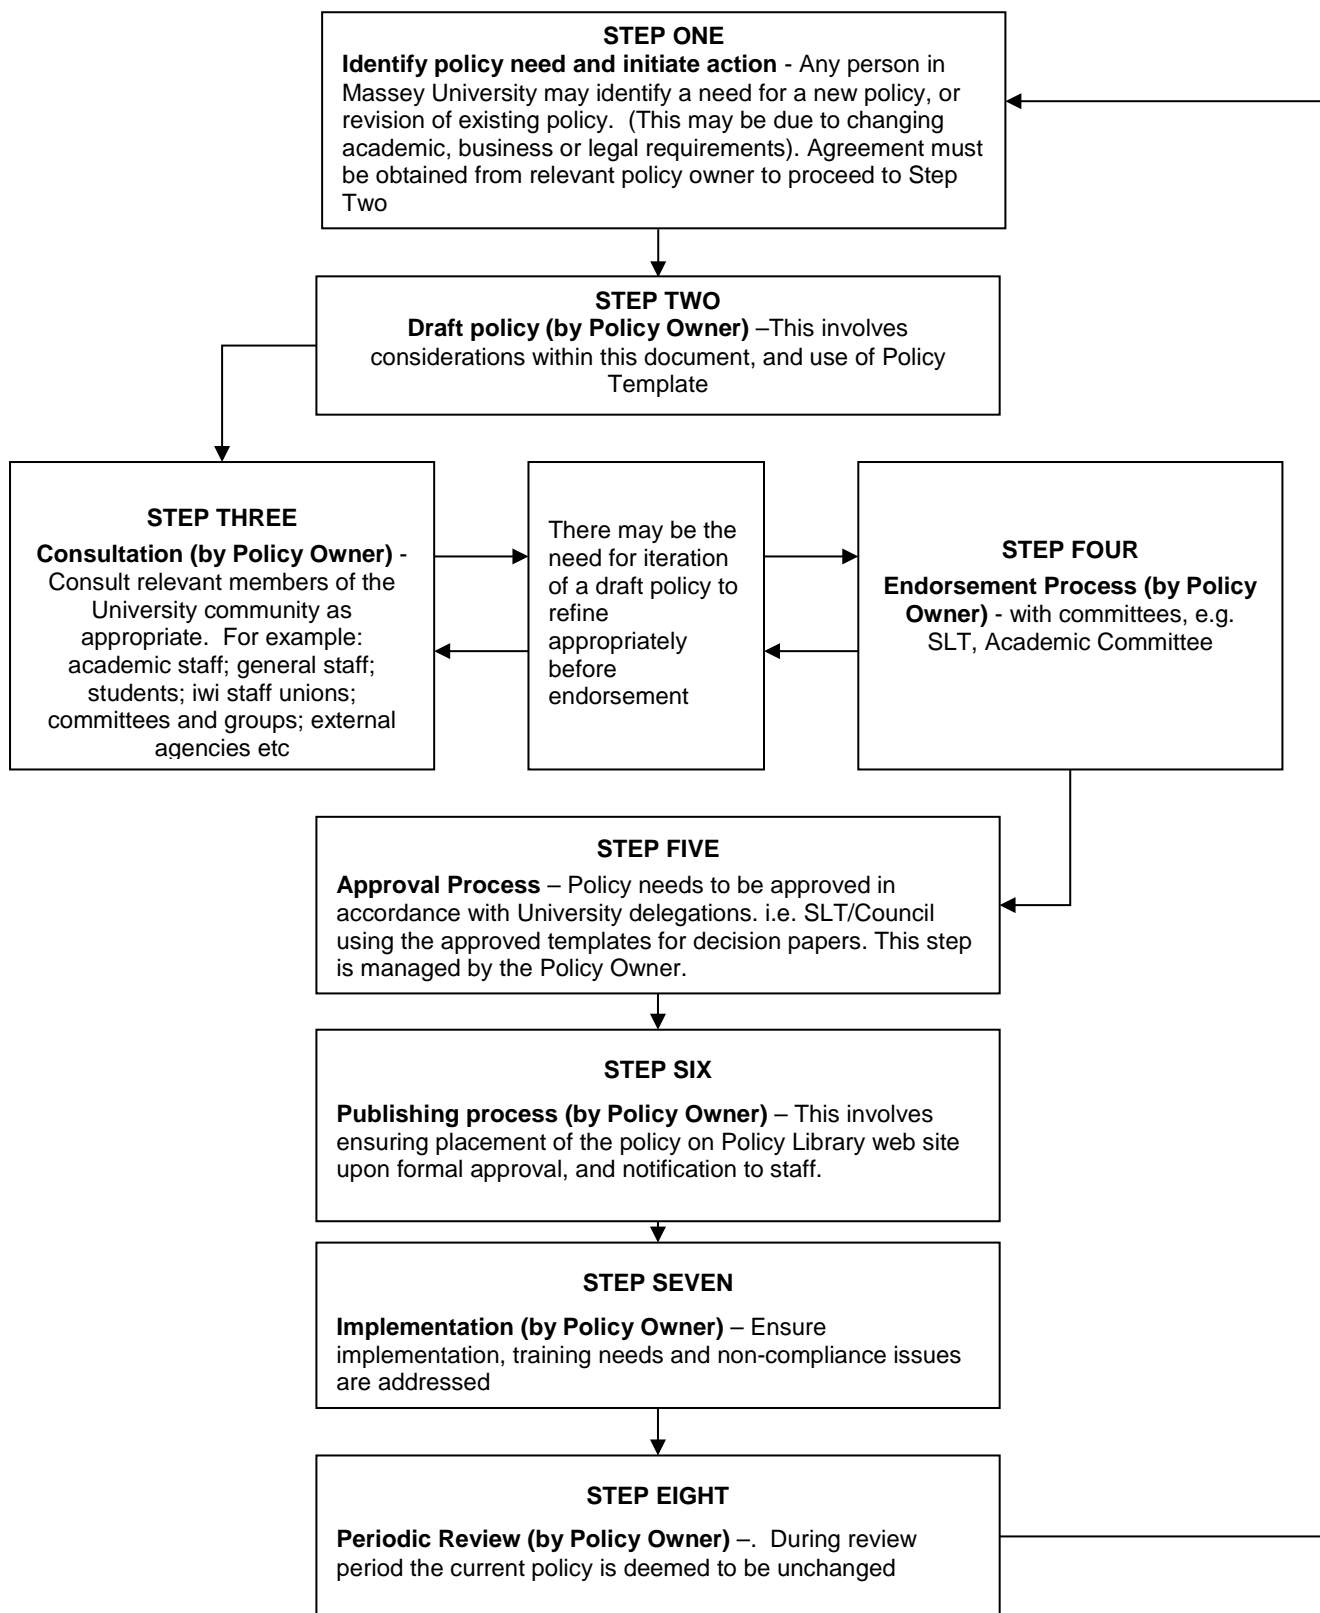 STEP ONE
Identify policy need and initiate action - Any person in
Massey University may identify a need for a new policy, or
revision of existing policy.  (This may be due to changing
academic, business or legal requirements). Agreement must
be obtained from relevant policy owner to proceed to Step
Two
STEP TWO
Draft policy (by Policy Owner) –This involves
considerations within this document, and use of Policy
Template
STEP THREE
Consultation (by Policy Owner) -
Consult relevant members of the
University community as
appropriate.  For example:
academic staff; general staff;
students; iwi staff unions;
committees and groups; external
agencies etc
There may be the
need for iteration
of a draft policy to
refine
appropriately
before
endorsement
STEP FOUR
Endorsement Process (by Policy
Owner) - with committees, e.g.
SLT, Academic Committee
STEP FIVE
Approval Process – Policy needs to be approved in
accordance with University delegations. i.e. SLT/Council
using the approved templates for decision papers. This step
is managed by the Policy Owner.
STEP SIX
Publishing process (by Policy Owner) – This involves
ensuring placement of the policy on Policy Library web site
upon formal approval, and notification to staff.
STEP SEVEN
Implementation (by Policy Owner) – Ensure
implementation, training needs and non-compliance issues
are addressed
STEP EIGHT
Periodic Review (by Policy Owner) –.  During review
period the current policy is deemed to be unchanged